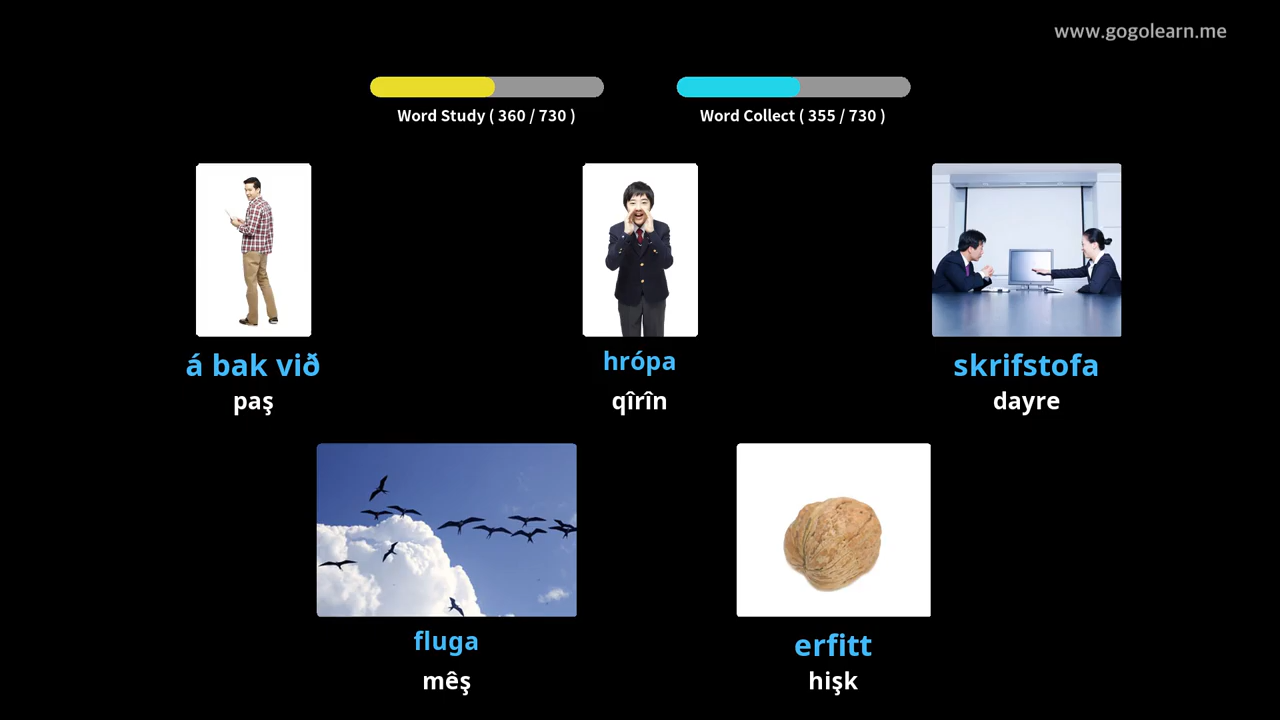 www.gogolearn.me
Word Study ( 360 / 730 )
Word Collect ( 355 / 730 )
á bak við
paş
hrópa
qîrîn
skrifstofa
dayre
fluga
mêş
erfitt
hişk